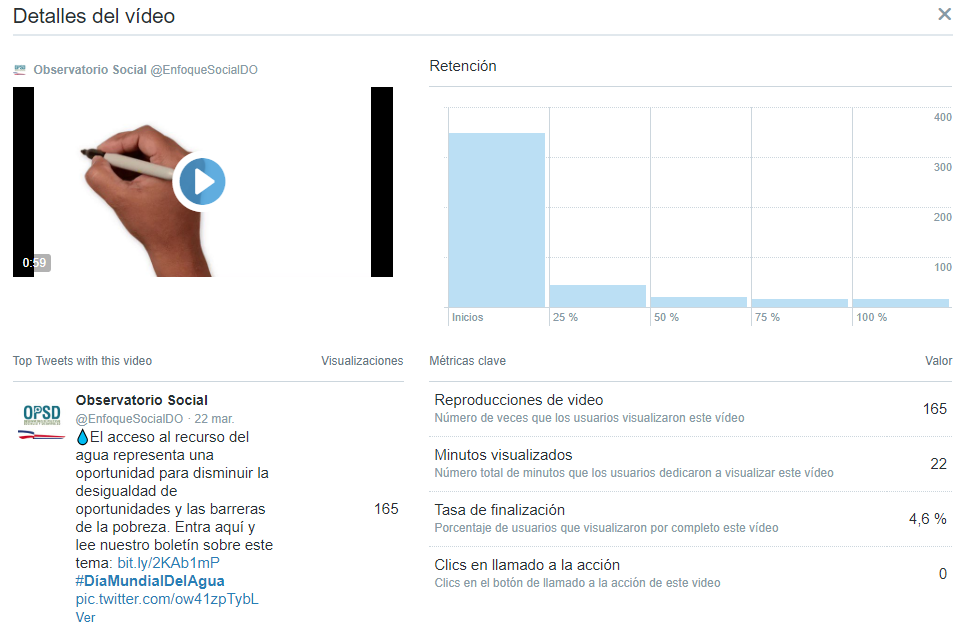 Detalles del vídeo
Observatorio Social @EnfoqueSocialDO
0:59
Retención
400
300
200
100
Inicios
25 %
50 %
75 %
100 %
Top Tweets with this video
Visualizaciones
OPSD
Observatorio Social
@EnfoqueSocialDO · 22 mar.
El acceso al recurso del
agua representa una
oportunidad para disminuir la
desigualdad de
oportunidades y las barreras
de la pobreza. Entra aquí y
lee nuestro boletín sobre este
tema: bit.ly/2KAb1mP
#DíaMundialDelAgua
pic.twitter.com/ow41zpTybL
Ver
165
Métricas clave
Valor
Reproducciones de video
Número de veces que los usuarios visualizaron este vídeo
165
Minutos visualizados
Número total de minutos que los usuarios dedicaron a visualizar este vídeo
22
Tasa de finalización
Porcentaje de usuarios que visualizaron por completo este vídeo
4,6 %
Clics en llamado a la acción
Clics en el botón de llamado a la acción de este video
0